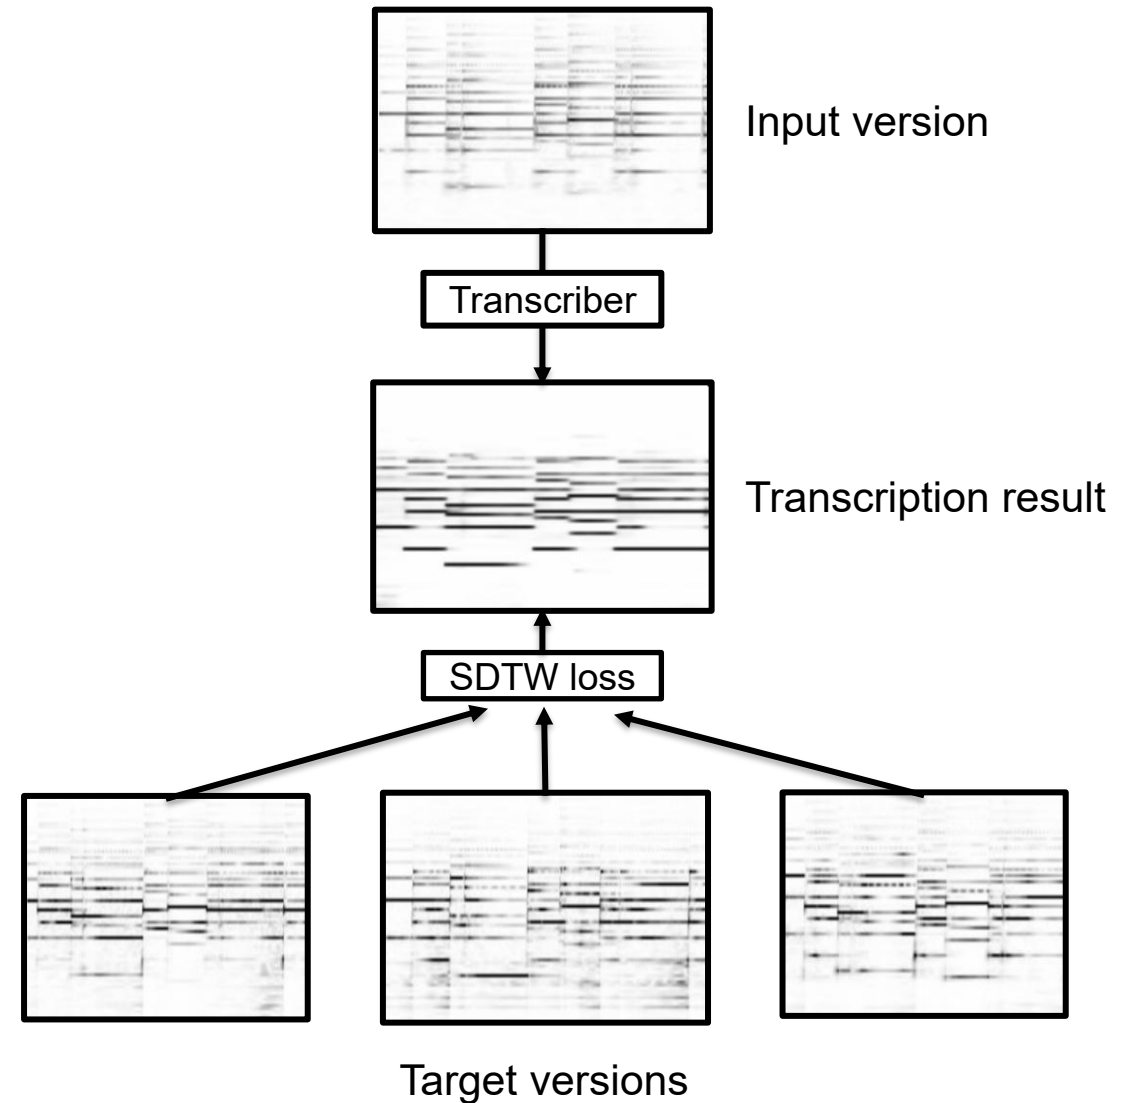 Input version
Transcriber
Transcription result
SDTW loss
Target versions